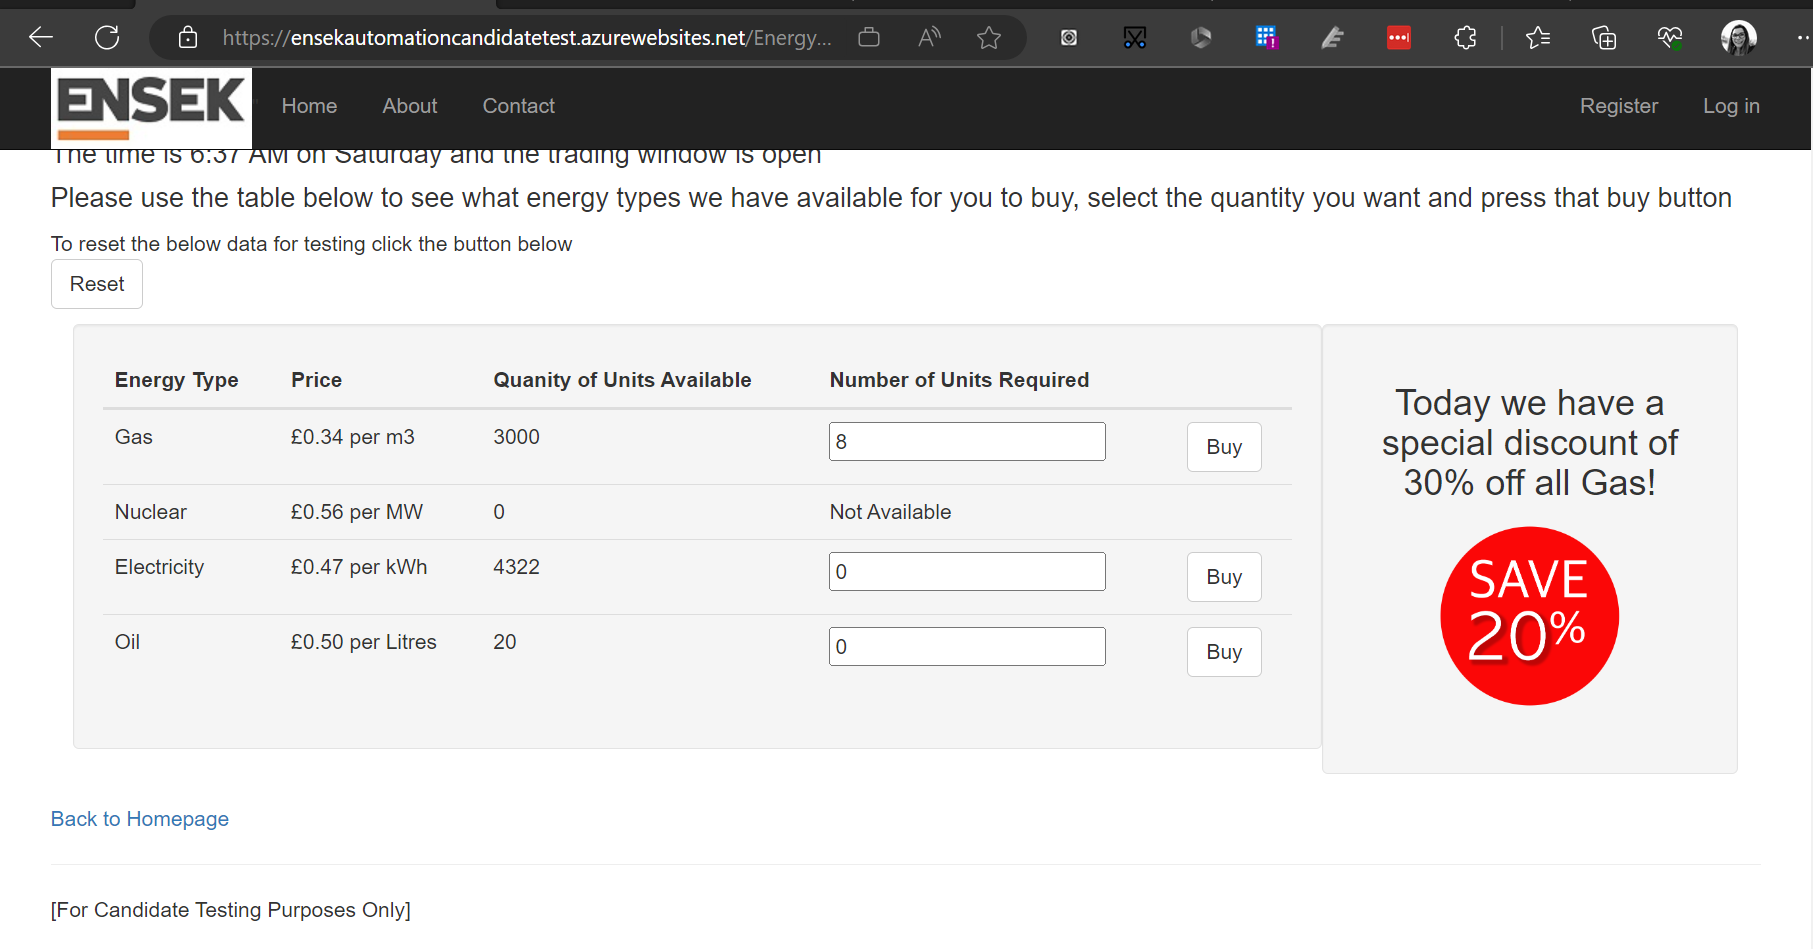 https://ensekautomationcandidatetest.azurewebsites.net/Energy...
ENSEK
Home About Contact Register Log in
The time is 6:37 AM on Saturday and the trading window is open
Please use the table below to see what energy types we have available for you to buy, select the quantity you want and press that buy button
To reset the below data for testing click the button below
Reset
Energy Type Price Quanity of Units Available Number of Units Required
Gas £0.34 per m3 3000 8 Buy
Nuclear £0.56 per MW 0 Not Available
Electricity £0.47 per kWh 4322 0 Buy
Oil £0.50 per Litres 20 0 Buy
Today we have a
special discount of
30% off all Gas!
SAVE
20%
Back to Homepage
[For Candidate Testing Purposes Only]